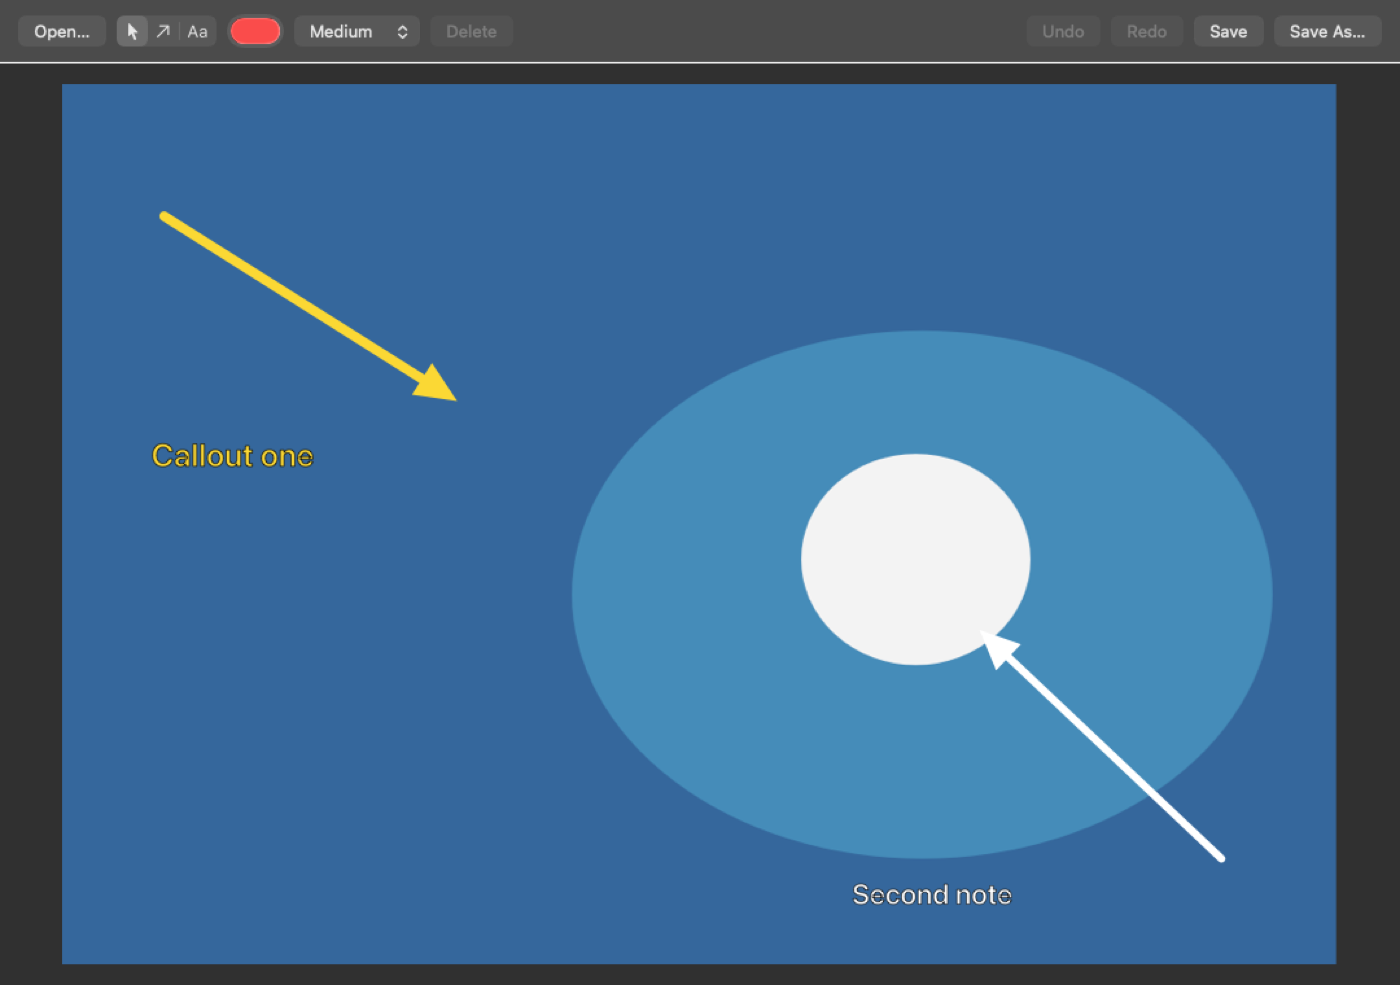 Open...
Aa
Medium
Delete
Undo
Redo
Save
Save As...
Callout one
Second note